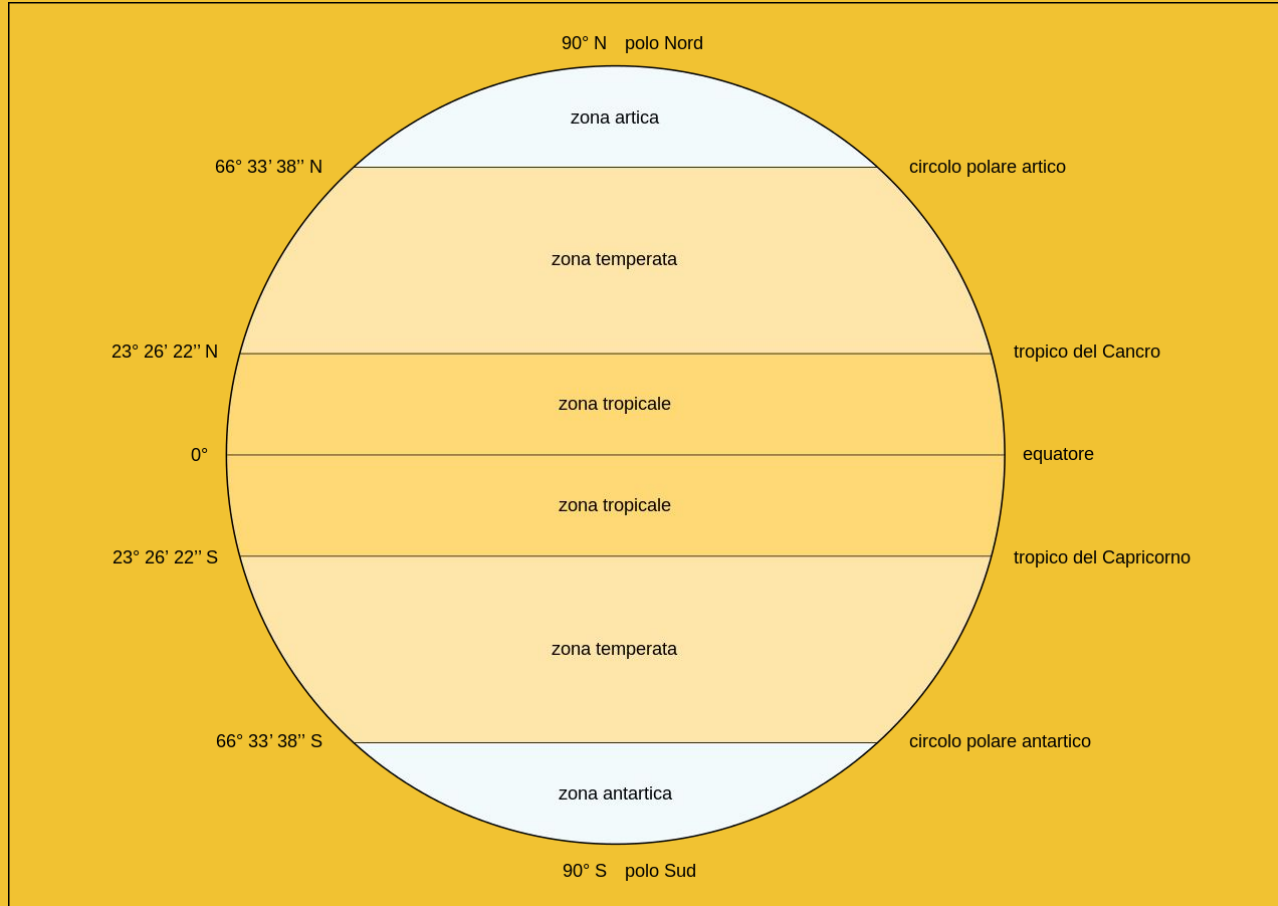 90° N polo Nord
zona artica
66° 33’ 38’’ N
circolo polare artico
zona temperata
23° 26’ 22’’ N
tropico del Cancro
zona tropicale
0°
equatore
zona tropicale
23° 26’ 22’’ S
tropico del Capricorno
zona temperata
66° 33’ 38’’ S
circolo polare antartico
zona antartica
90° S polo Sud